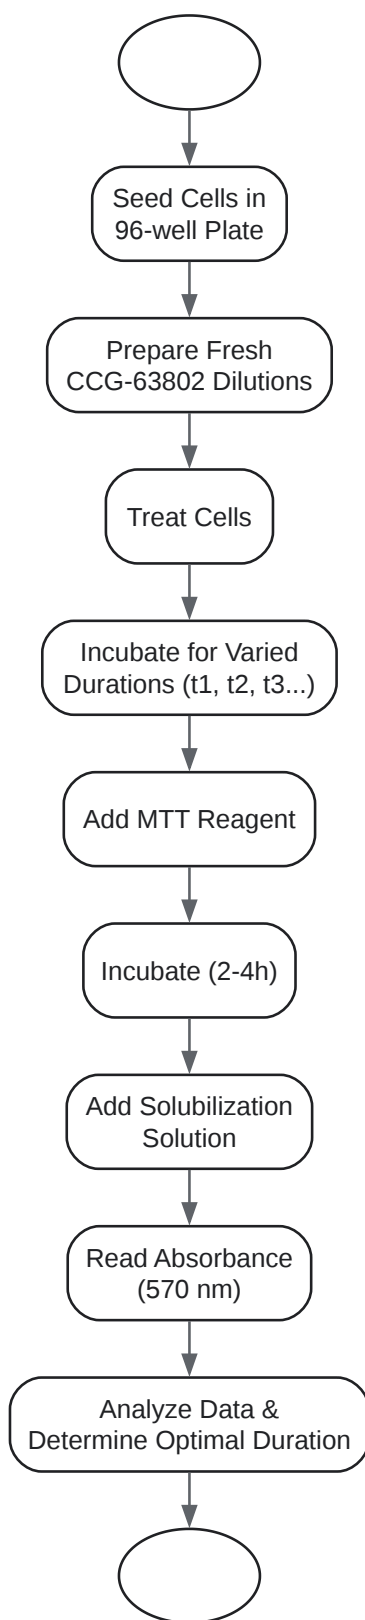 Seed Cells in
96-well Plate
Prepare Fresh
CCG-63802 Dilutions
Treat Cells
Incubate for Varied
Durations (t1, t2, t3...)
Add MTT Reagent
Incubate (2-4h)
Add Solubilization
Solution
Read Absorbance
(570 nm)
Analyze Data &
Determine Optimal Duration